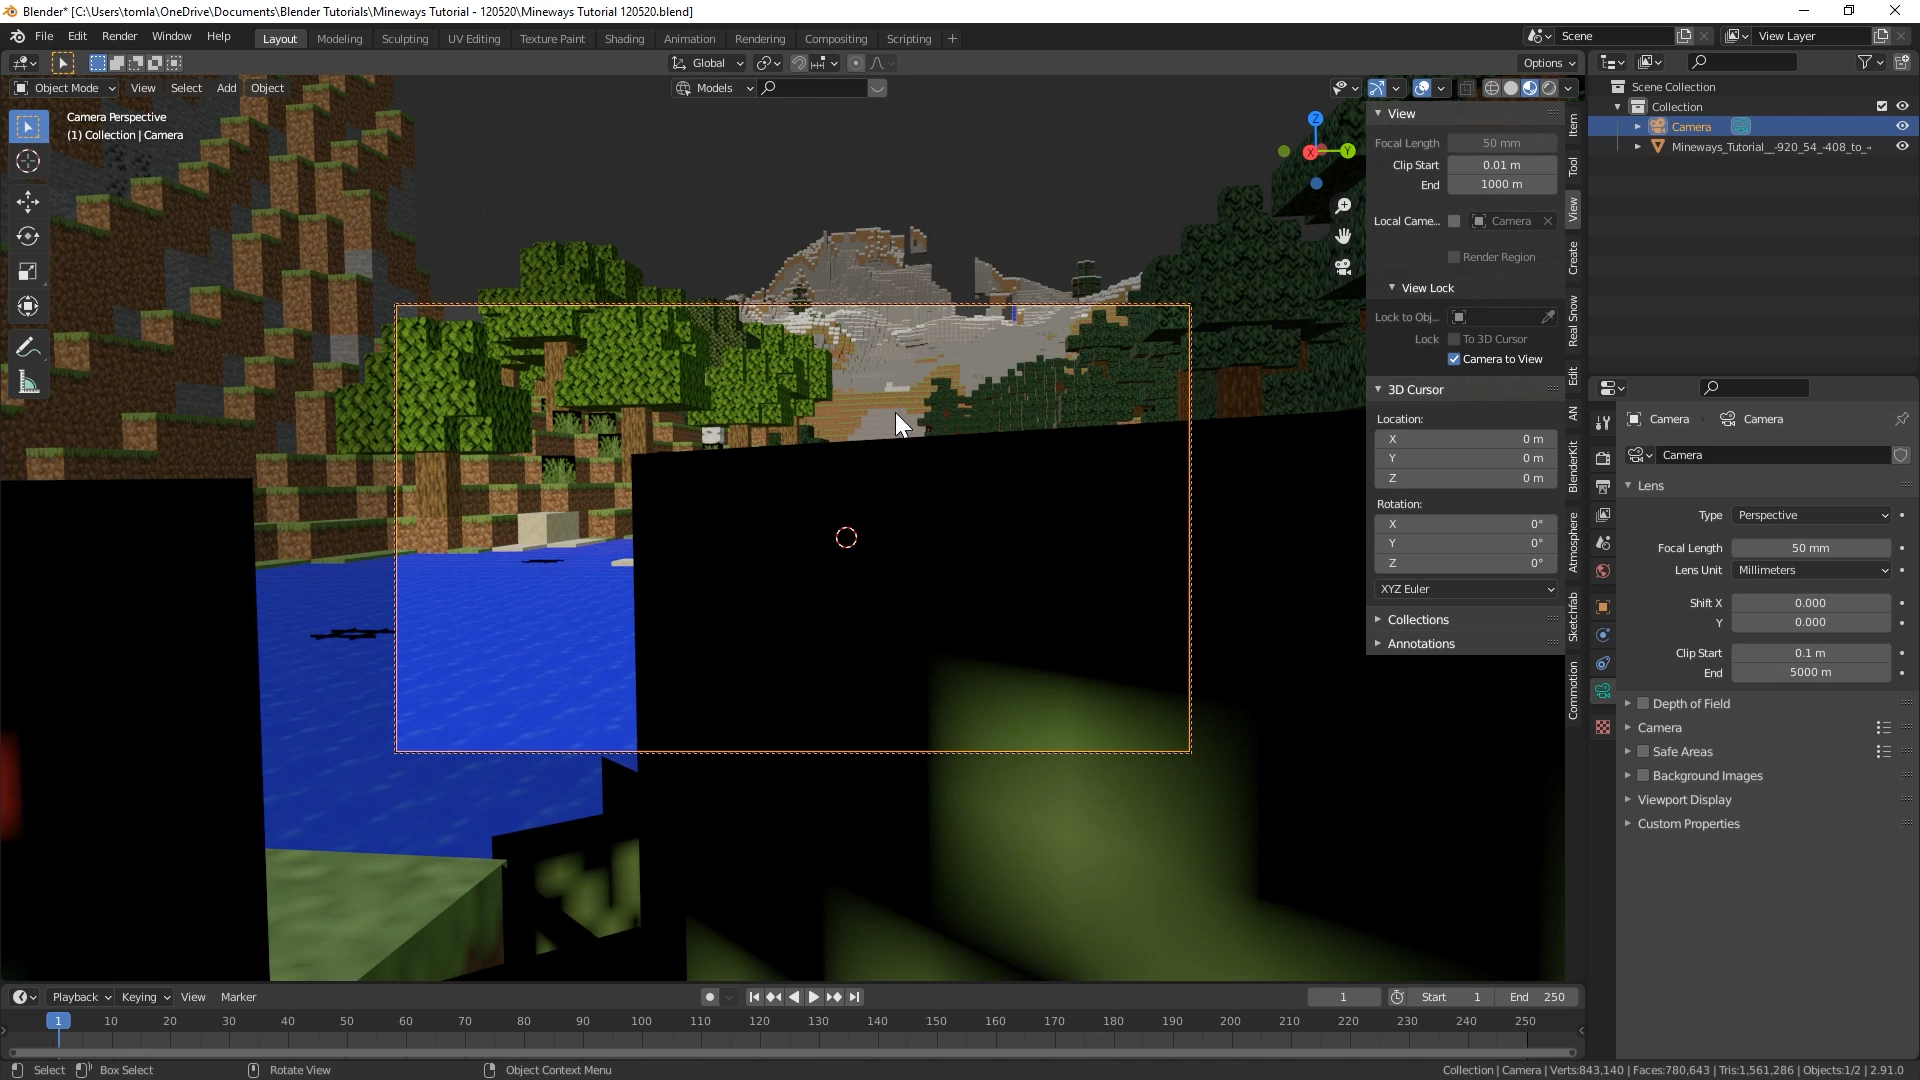 Blender* [C:\Users\tomla\OneDrive\Documents\Blender Tutorials\Mineways Tutorial - 120520\Mineways Tutorial 120520.blend]
File Edit Render Window Help Layout Modeling Sculpting UV Editing Texture Paint Shading Animation Rendering Compositing Scripting + Scene View Layer
Global Options
Object Mode View Select Add Object Models
Camera Perspective
(1) Collection | Camera
Z
X
Y
View
Focal Length 50 mm
Clip Start 0.01 m
End 1000 m
Local Came... Camera
Render Region
View Lock
Lock to Obj...
Lock To 3D Cursor
Camera to View
3D Cursor
Location:
X 0 m
Y 0 m
Z 0 m
Rotation:
X 0°
Y 0°
Z 0°
XYZ Euler
Collections
Annotations
Item
Tool
View
Create
Real Snow
Edit
AN
BlenderKit
Atmosphere
Sketchfab
Commotion
Scene Collection
Collection
Camera
Mineways_Tutorial__-920_54_-408_to_-
Camera Camera
Camera
Lens
Type Perspective
Focal Length 50 mm
Lens Unit Millimeters
Shift X 0.000
Y 0.000
Clip Start 0.1 m
End 5000 m
Depth of Field
Camera
Safe Areas
Background Images
Viewport Display
Custom Properties
Playback Keying View Marker 1 Start 1 End 250
1 10 20 30 40 50 60 70 80 90 100 110 120 130 140 150 160 170 180 190 200 210 220 230 240 250
Select Box Select Rotate View Object Context Menu Collection | Camera | Verts:843,140 | Faces:780,643 | Tris:1,561,286 | Objects:1/2 | 2.91.0